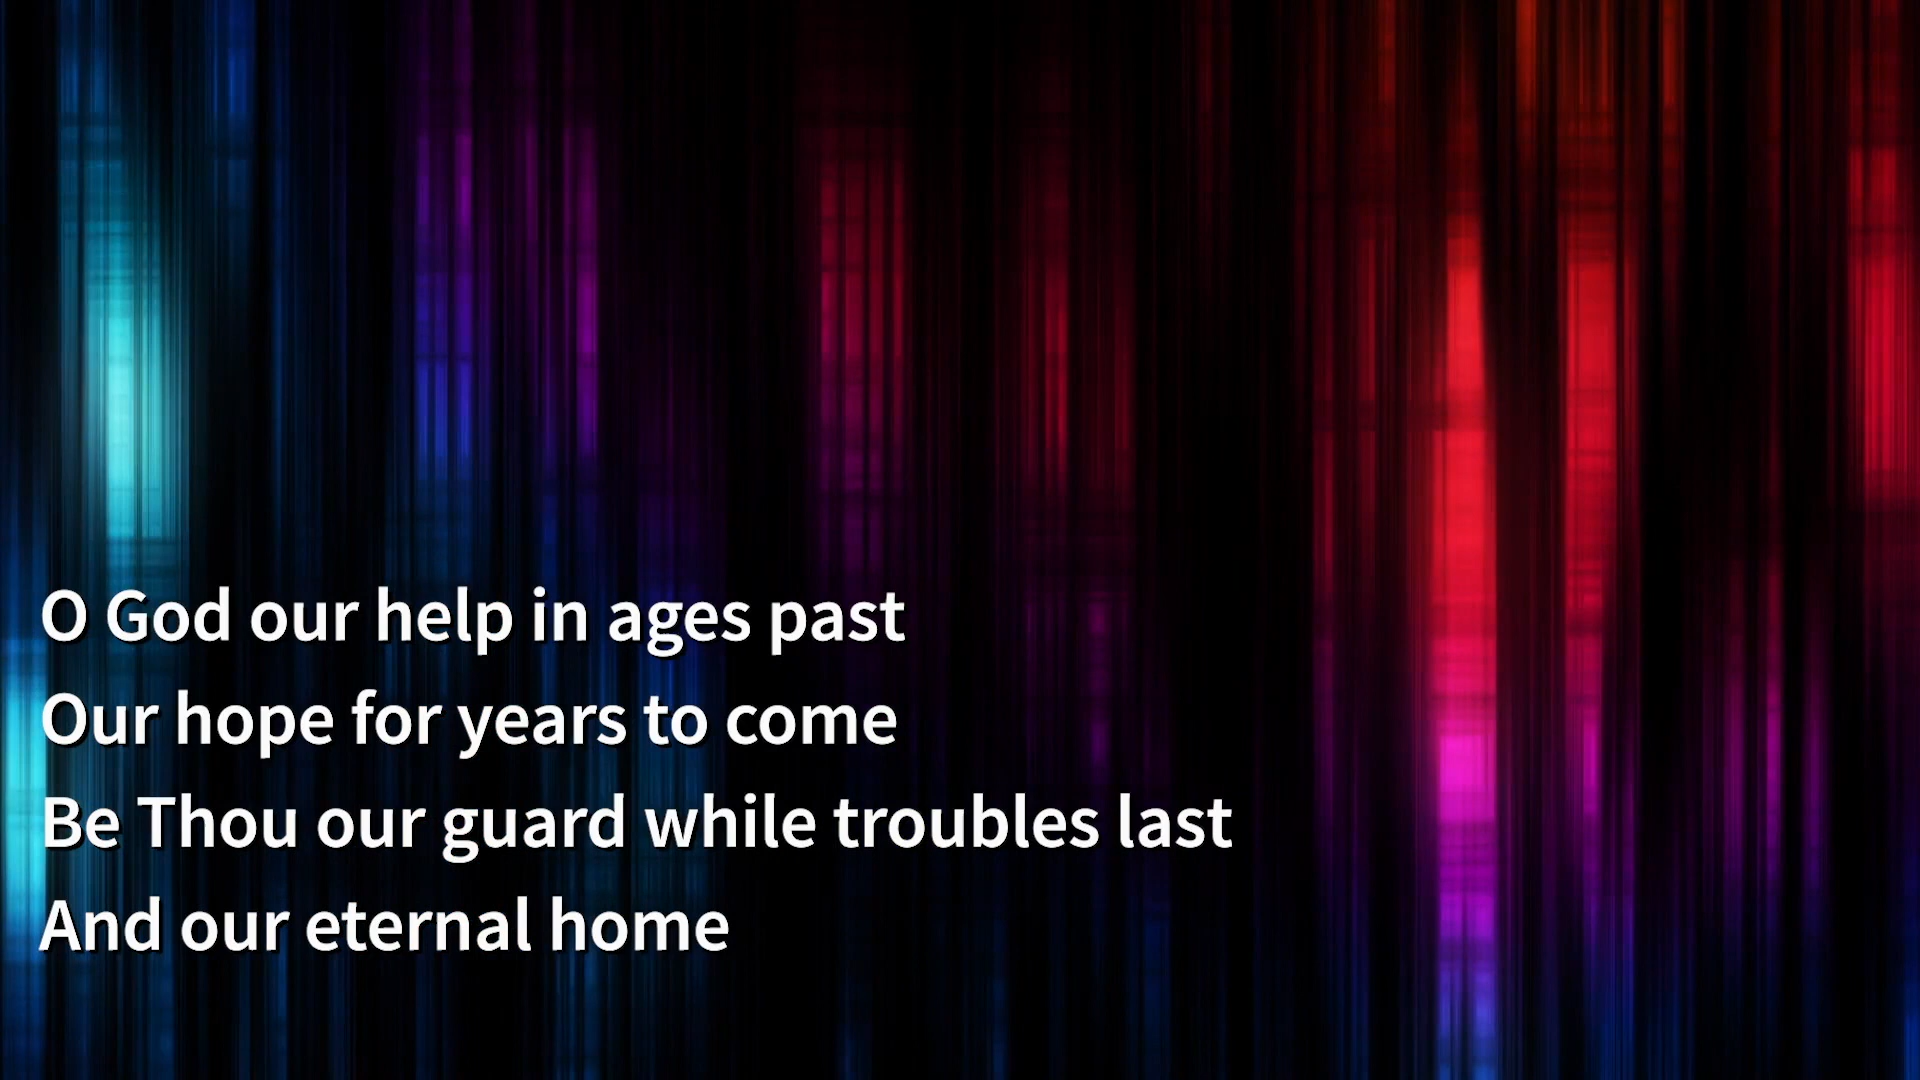 O God our help in ages past
Our hope for years to come
Be Thou our guard while troubles last
And our eternal home